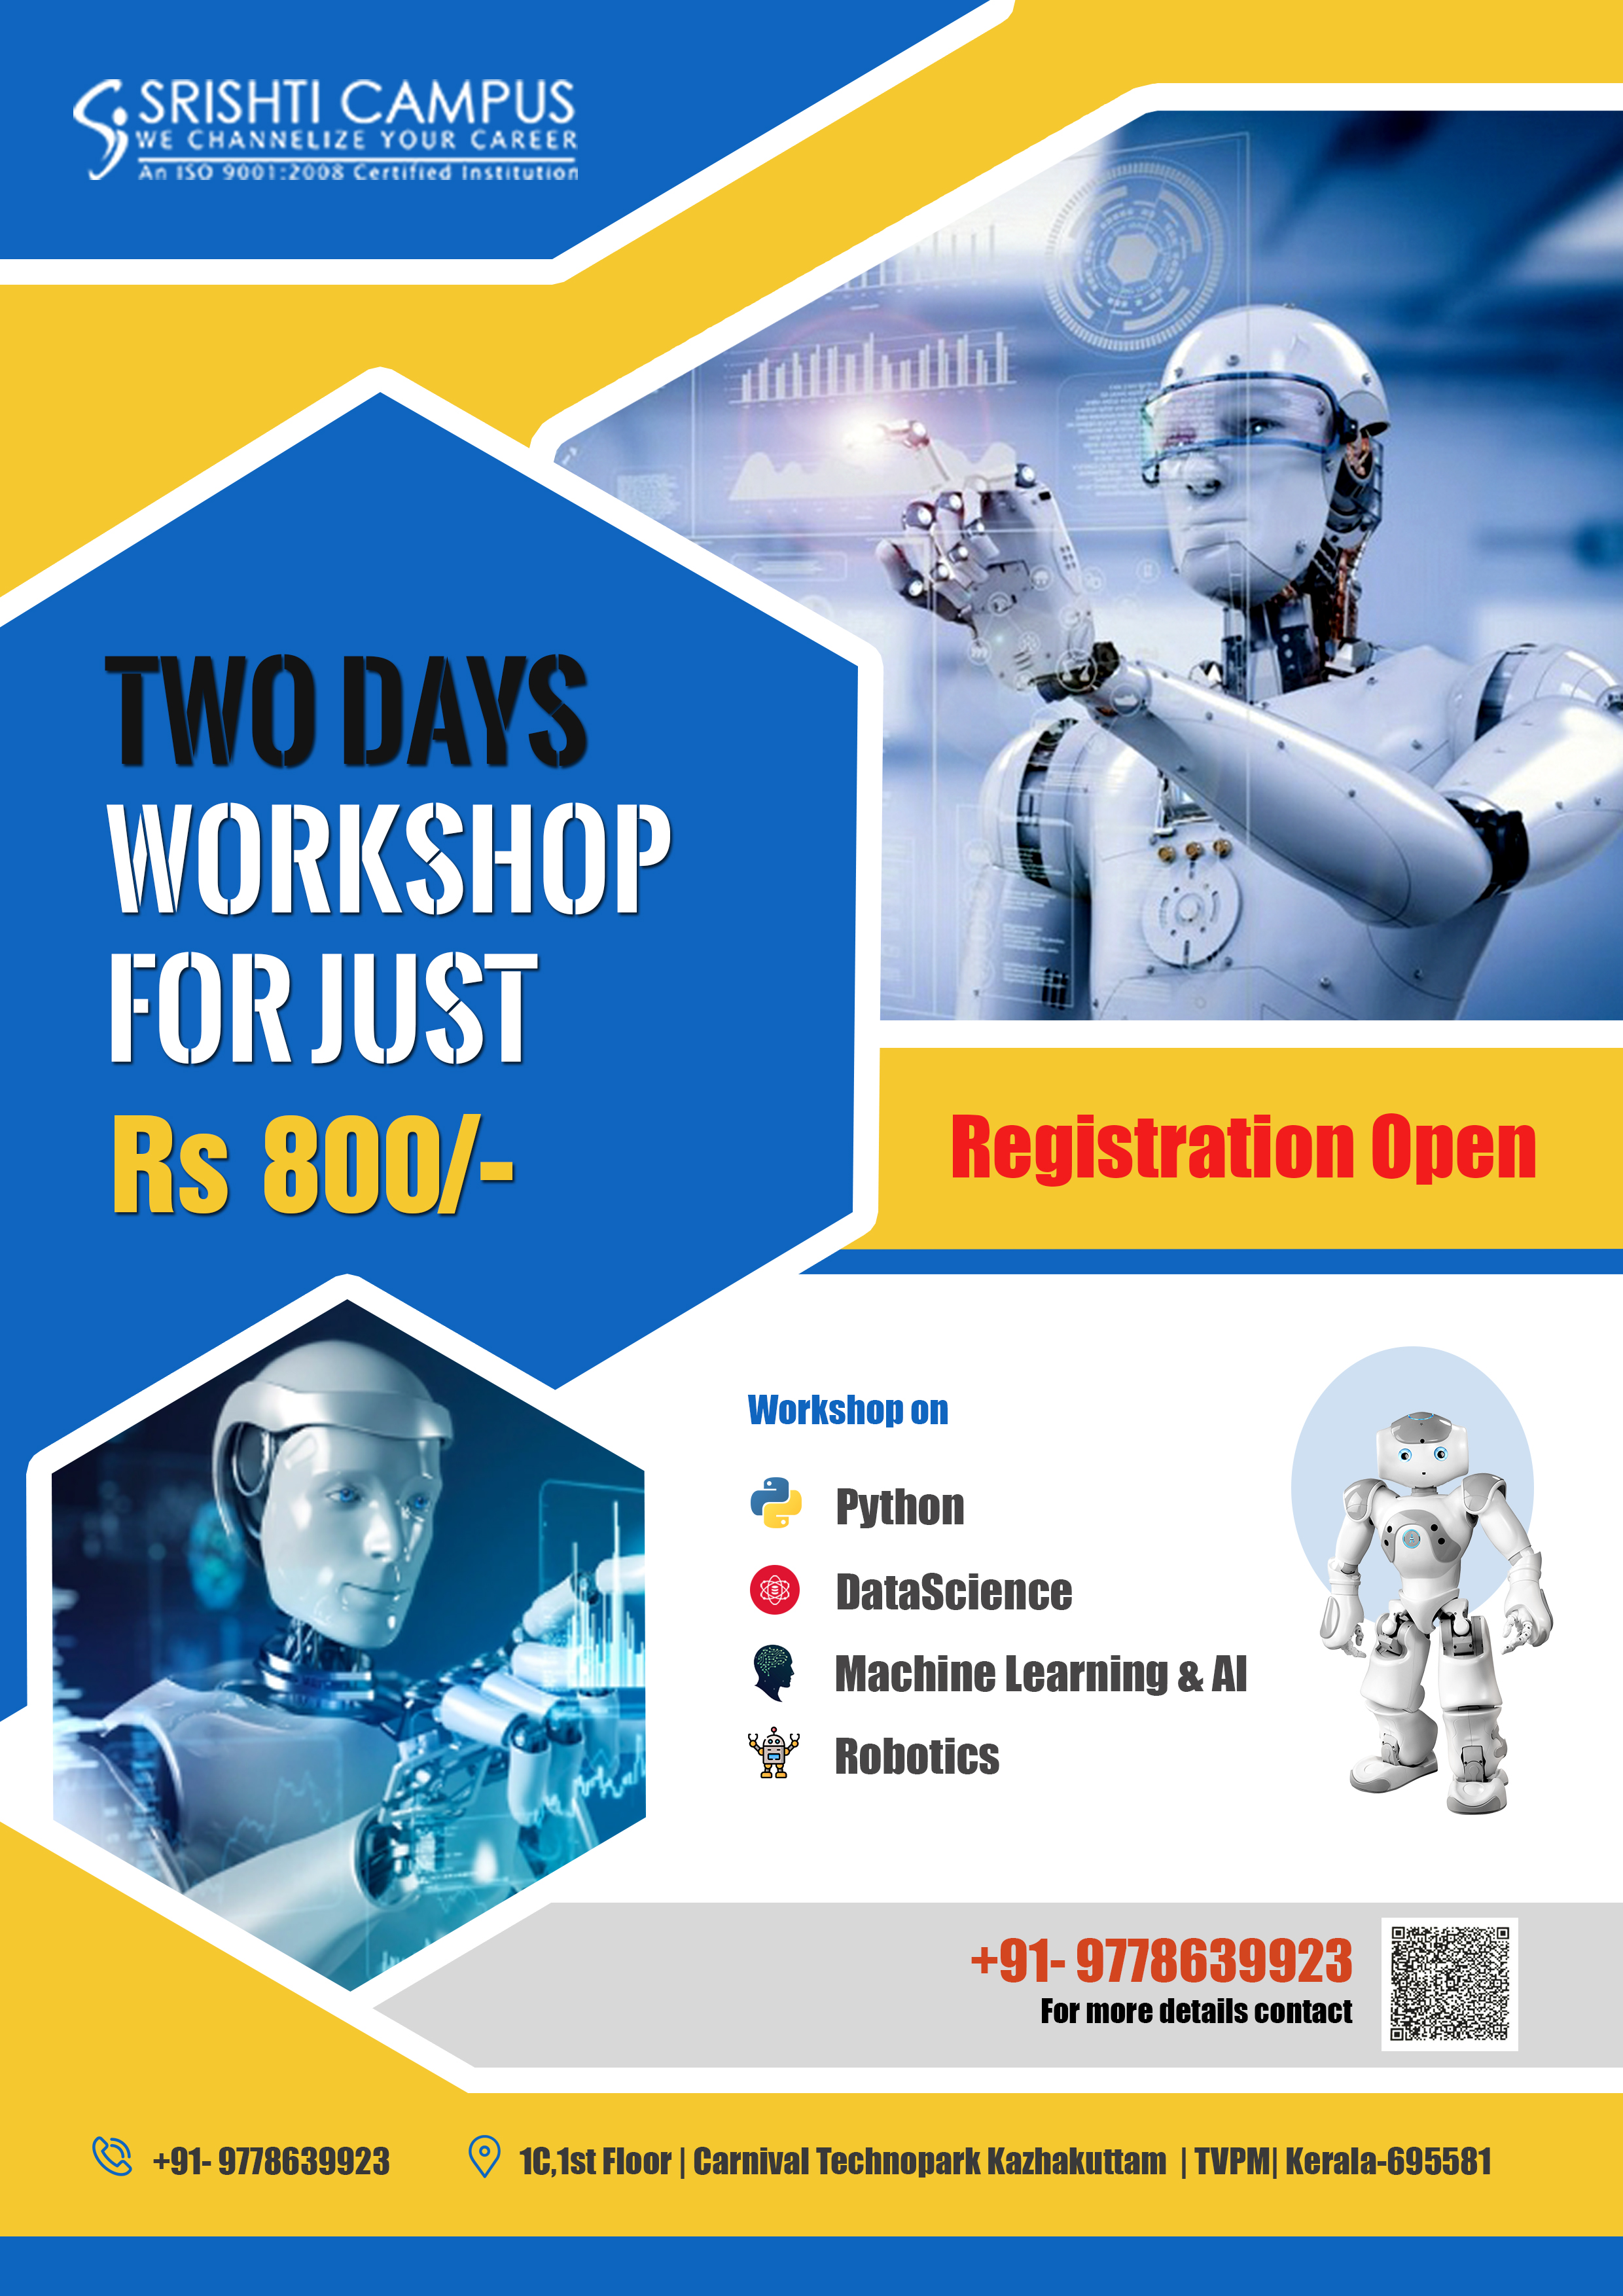 SRISHTI CAMPUS
WE CHANNELIZE YOUR CAREER
An ISO 9001:2008 Certified Institution
TWO DAYS
WORKSHOP
FOR JUST
Rs 800/-
Registration Open
Workshop on
Python
DataScience
Machine Learning & AI
Robotics
+91- 9778639923
For more details contact
+91- 9778639923
1C,1st Floor | Carnival Technopark Kazhakuttam | TVPM| Kerala-695581